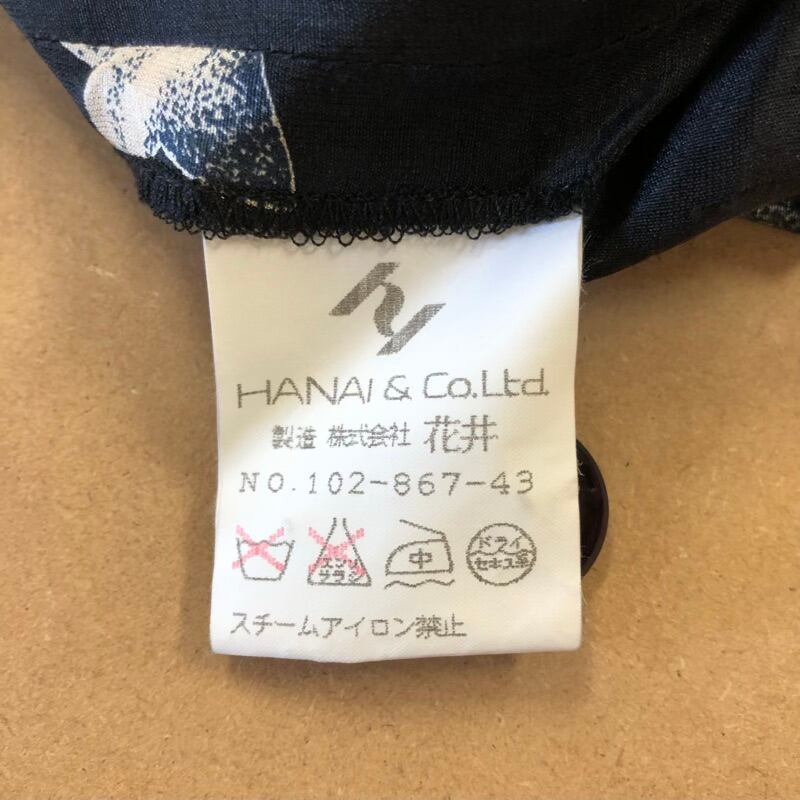 HANAI & Co.Ltd.
製造 株式会社 花井
NO.102-867-43
エンソ サラシ 中 ドライ セキユ系
スチームアイロン禁止